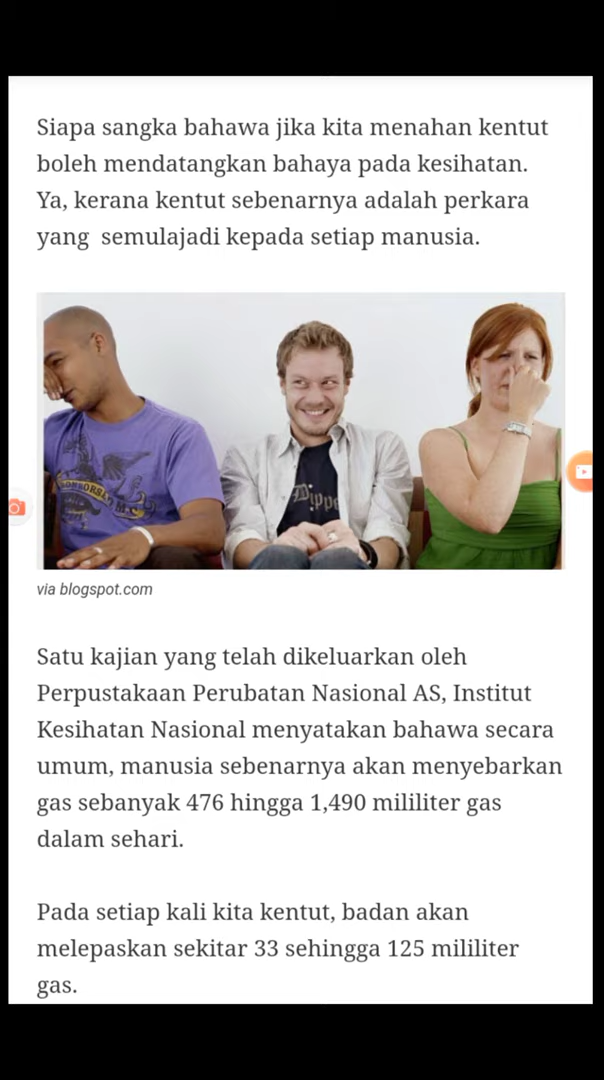 Siapa sangka bahawa jika kita menahan kentut
boleh mendatangkan bahaya pada kesihatan.
Ya, kerana kentut sebenarnya adalah perkara
yang  semulajadi kepada setiap manusia.
Dippe
via blogspot.com
Satu kajian yang telah dikeluarkan oleh
Perpustakaan Perubatan Nasional AS, Institut
Kesihatan Nasional menyatakan bahawa secara
umum, manusia sebenarnya akan menyebarkan
gas sebanyak 476 hingga 1,490 mililiter gas
dalam sehari.
Pada setiap kali kita kentut, badan akan
melepaskan sekitar 33 sehingga 125 mililiter
gas.